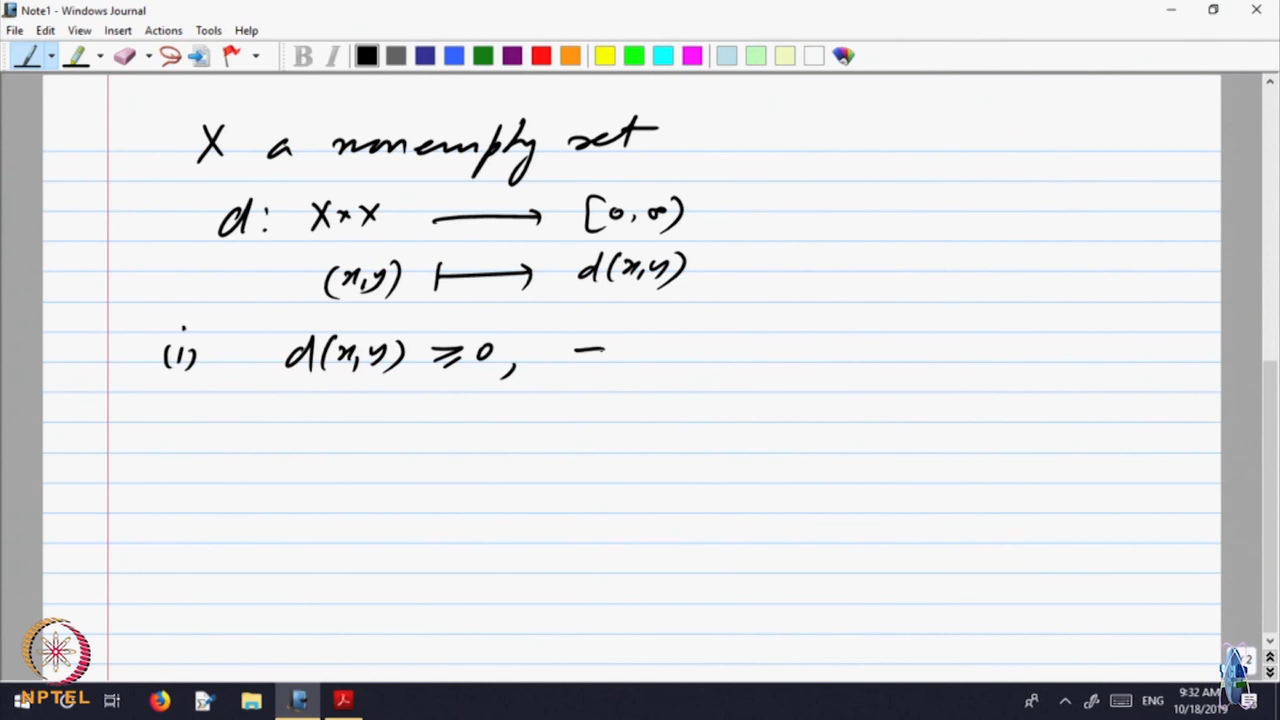 Note1 - Windows Journal
File Edit View Insert Actions Tools Help
B I
X a nonempty set
d: X × X ⟶ [0, ∞)
(x,y) ⟼ d(x,y)
(i) d(x,y) ≥ 0, –
NPTEL
2
ENG
9:32 AM
10/18/2019